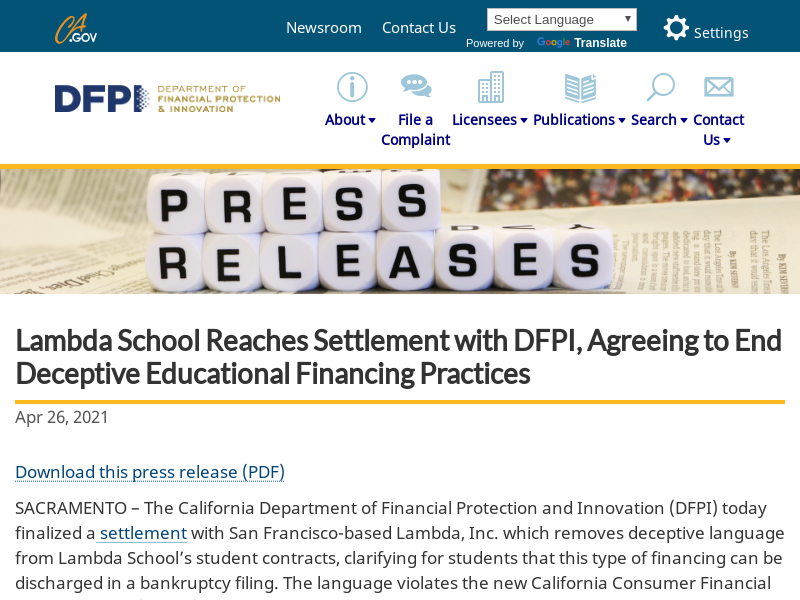 CA.GOV
Newsroom
Contact Us
Select Language
Powered by Google Translate
Settings
DFPI
DEPARTMENT OF
FINANCIAL PROTECTION
& INNOVATION
About
File a
Complaint
Licensees
Publications
Search
Contact
Us
PRESS
RELEASES
Lambda School Reaches Settlement with DFPI, Agreeing to End
Deceptive Educational Financing Practices
Apr 26, 2021
Download this press release (PDF)
SACRAMENTO – The California Department of Financial Protection and Innovation (DFPI) today
finalized a settlement with San Francisco-based Lambda, Inc. which removes deceptive language
from Lambda School’s student contracts, clarifying for students that this type of financing can be
discharged in a bankruptcy filing. The language violates the new California Consumer Financial